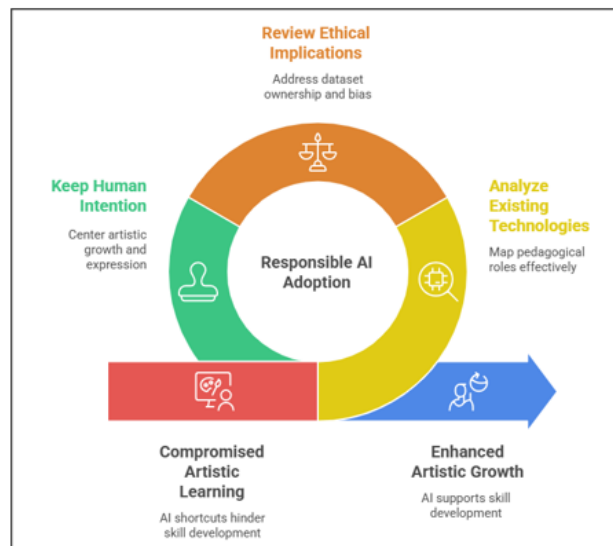 Review Ethical
Implications
Address dataset
ownership and bias
Keep Human
Intention
Center artistic
growth and
expression
Analyze
Existing
Technologies
Map pedagogical
roles effectively
Responsible AI
Adoption
Compromised
Artistic
Learning
AI shortcuts hinder
skill development
Enhanced
Artistic Growth
AI supports skill
development